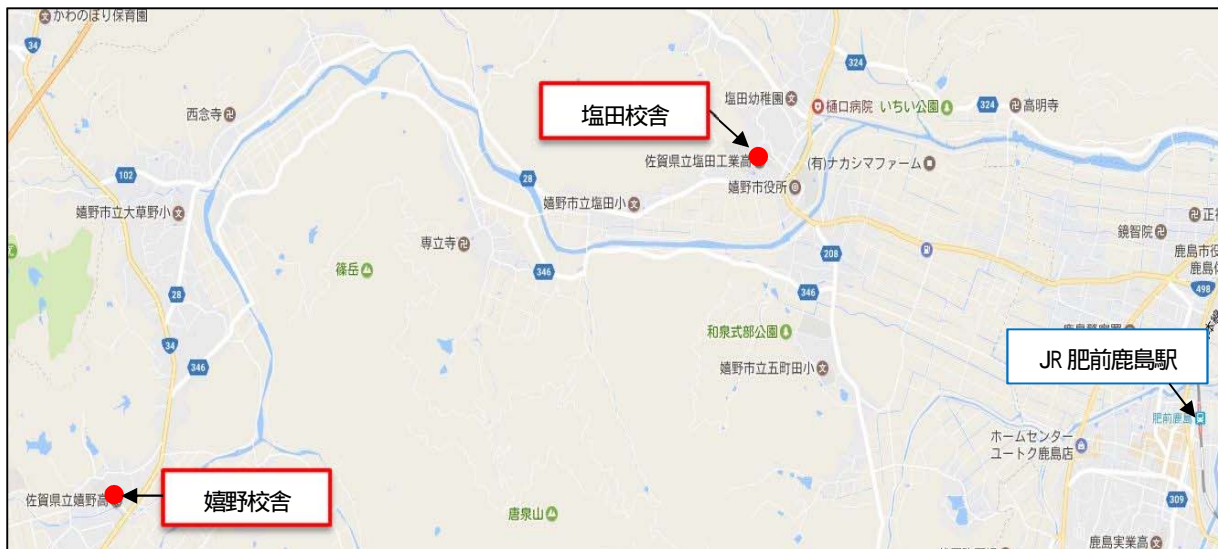 かわのぼり保育園
34
西念寺
324
塩田幼稚園
樋口病院
いちい公園
324
高明寺
塩田校舎
佐賀県立塩田工業高
(有)ナカシマファーム
102
28
嬉野市役所
嬉野市立大草野小
嬉野市立塩田小
専立寺
鏡智院
208
篠岳
346
498
28
346
和泉式部公園
34
346
嬉野市立五町田小
JR 肥前鹿島駅
肥前鹿島
ホームセンター
ユートク鹿島店
佐賀県立嬉野高
嬉野校舎
唐泉山
309
鹿島実業高